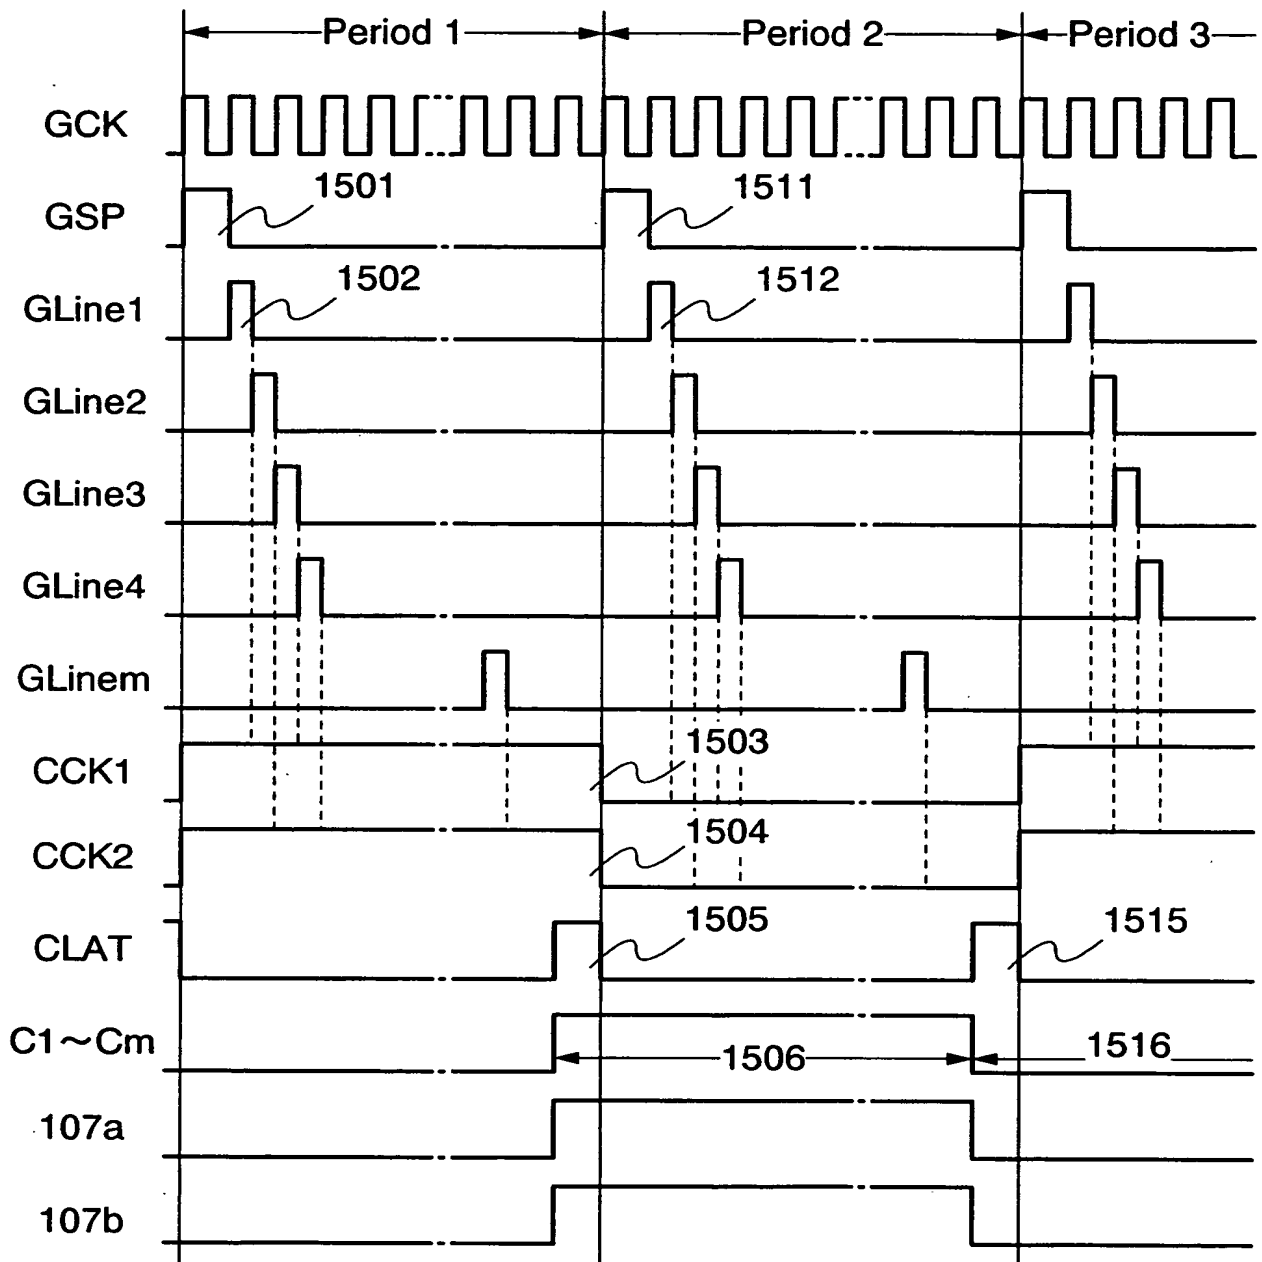 Period 1 Period 2 Period 3
GCK
GSP 1501 1511
GLine1 1502 1512
GLine2
GLine3
GLine4
GLinem
CCK1 1503
CCK2 1504
CLAT 1505 1515
C1～Cm 1506 1516
107a
107b